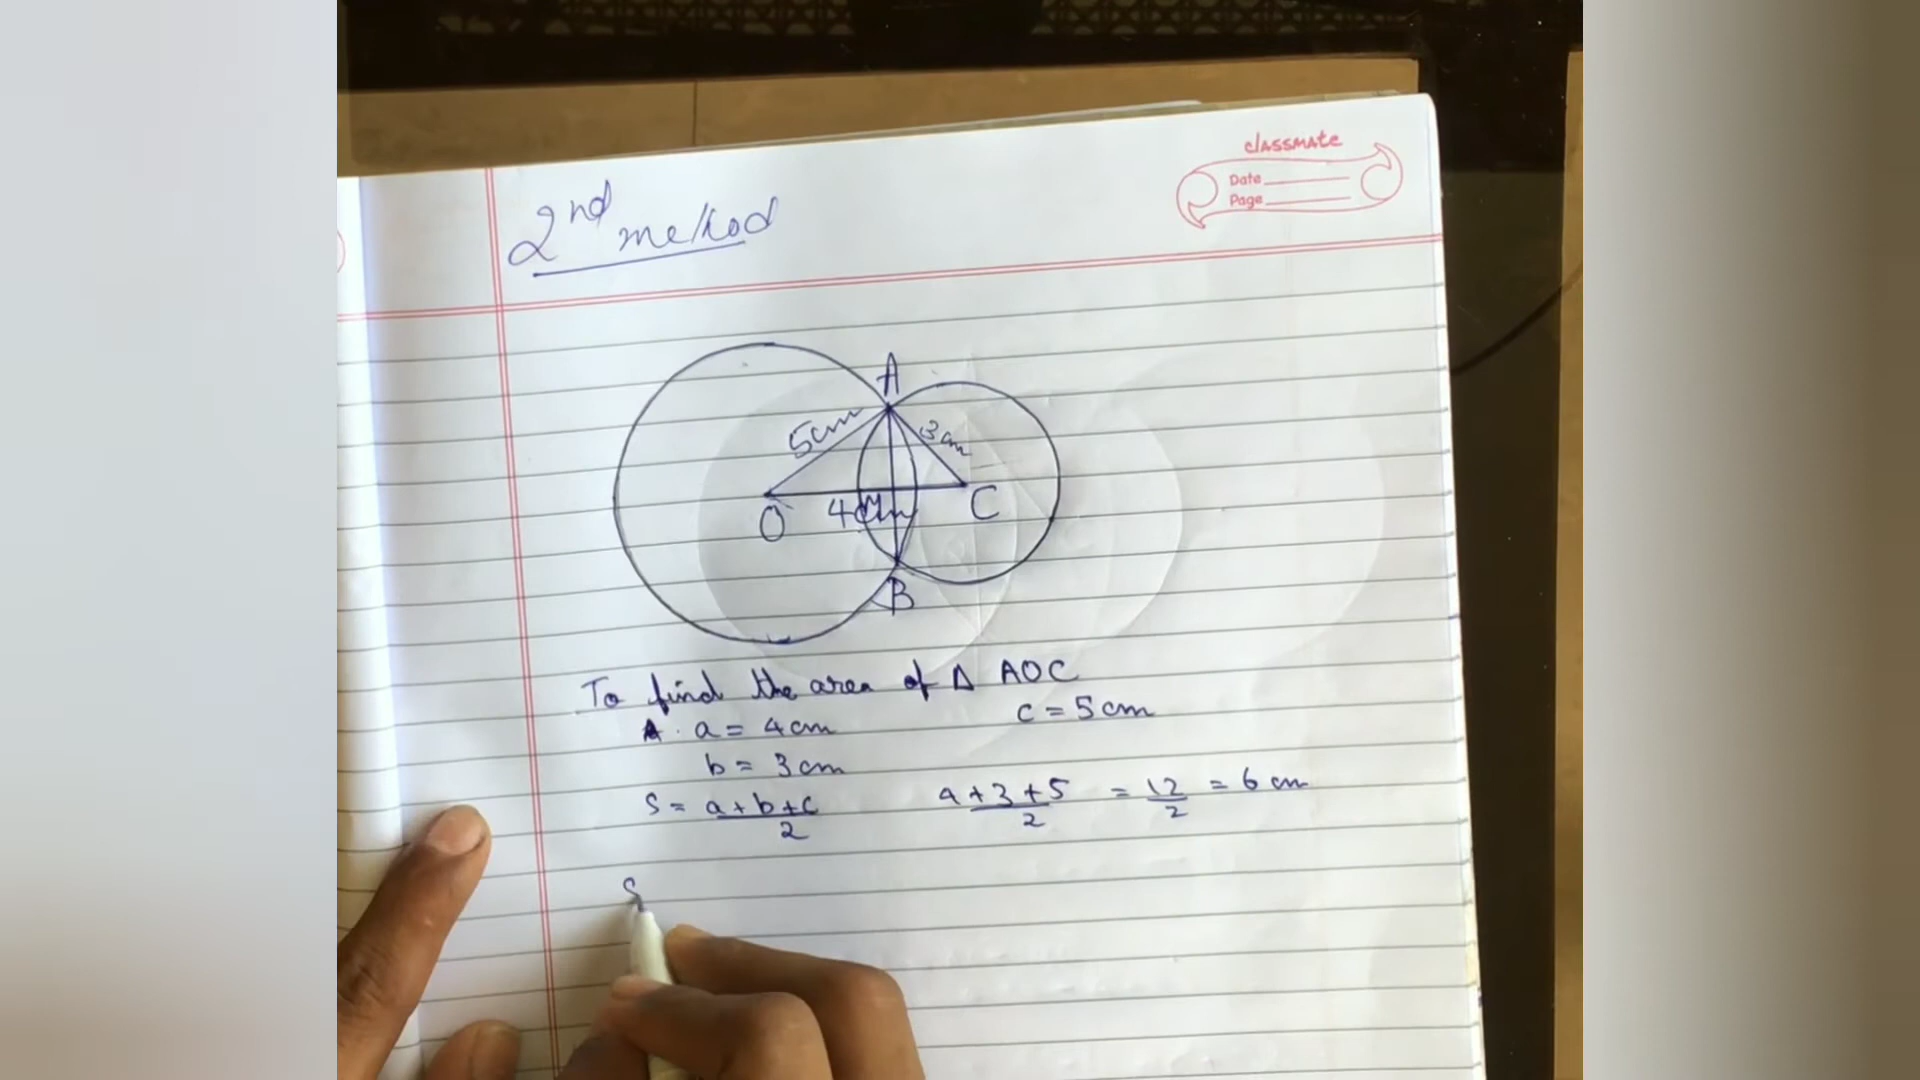 classmate
Date
Page
2nd method
A
5cm 3cm
O 4cm M C
B
To find the area of Δ AOC
a = 4cm c = 5cm
b = 3cm
S = a+b+c/2 4+3+5/2 = 12/2 = 6 cm
S